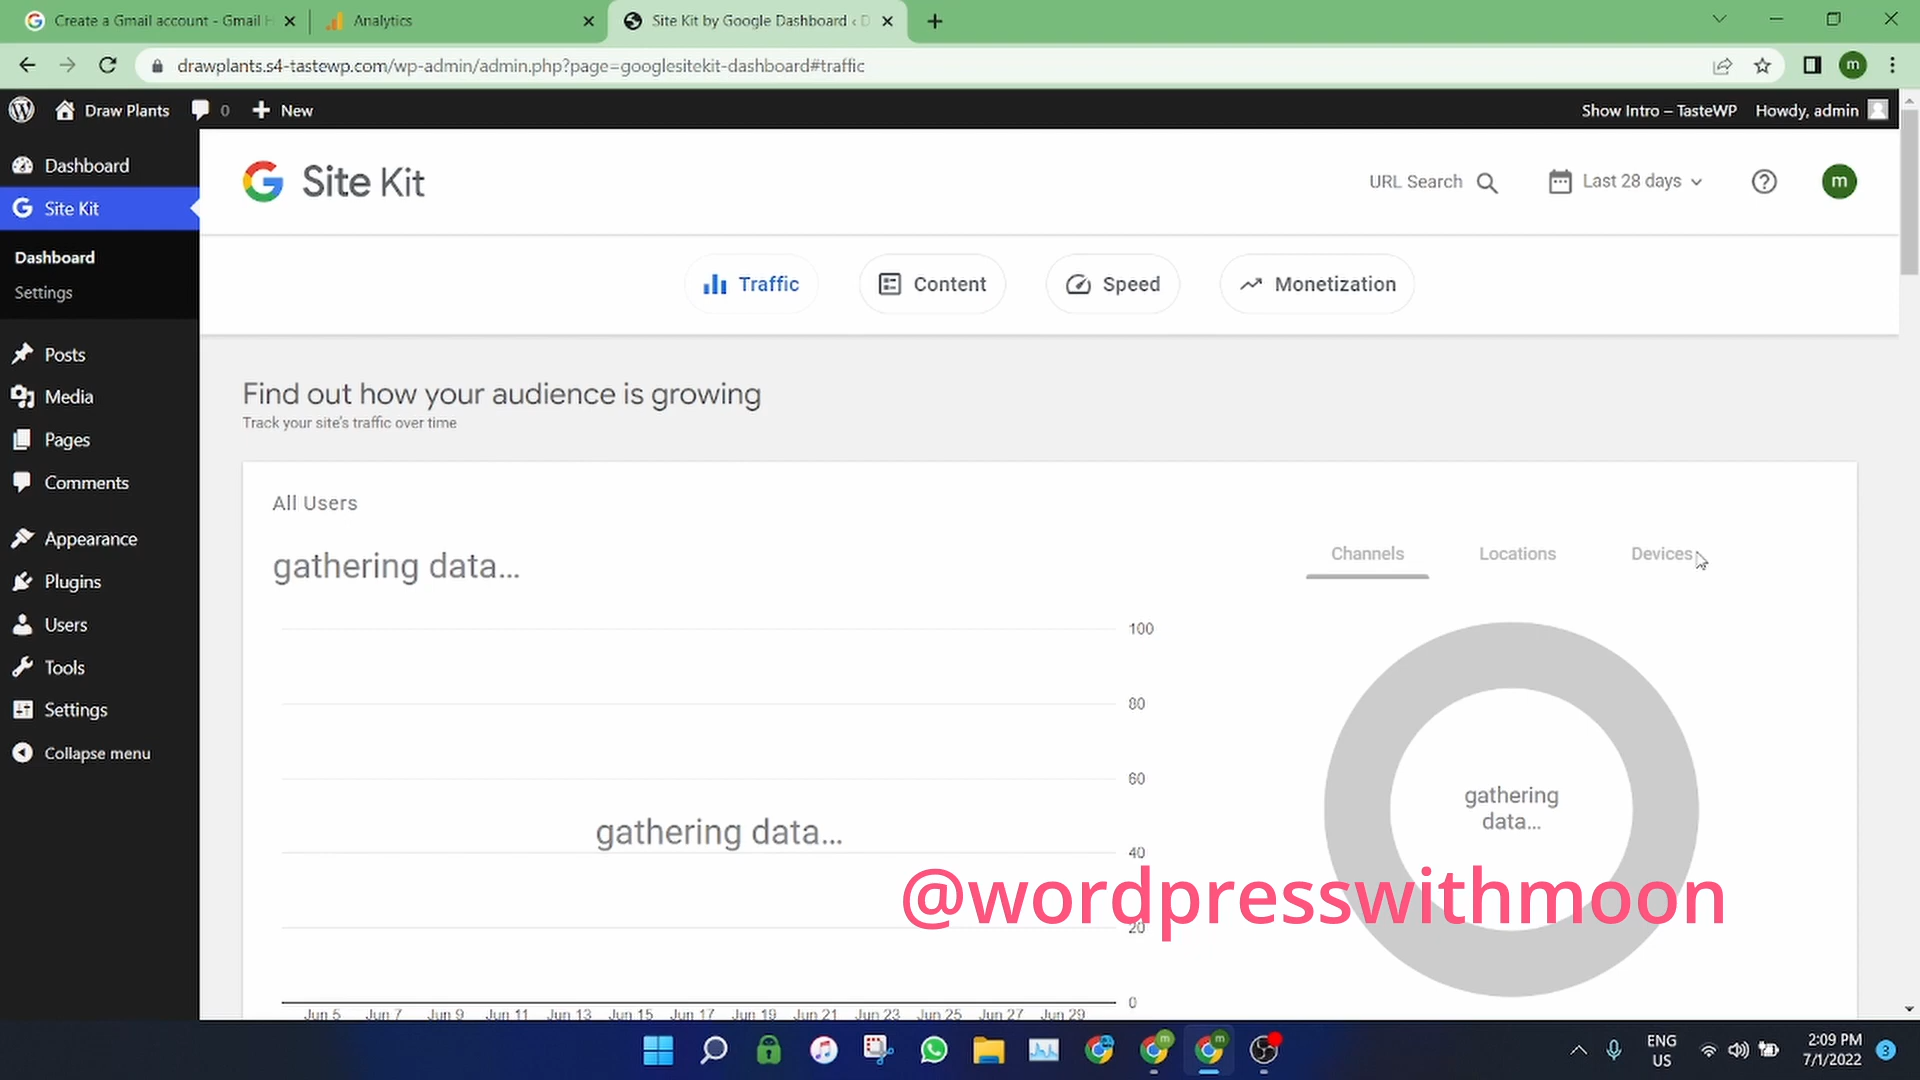 Create a Gmail account - Gmail H
Analytics
Site Kit by Google Dashboard ‹ D
drawplants.s4-tastewp.com/wp-admin/admin.php?page=googlesitekit-dashboard#traffic
m
Draw Plants
0
New
Show Intro – TasteWP
Howdy, admin
Dashboard
Site Kit
Dashboard
Settings
Posts
Media
Pages
Comments
Appearance
Plugins
Users
Tools
Settings
Collapse menu
Site Kit
URL Search
Last 28 days
m
Traffic
Content
Speed
Monetization
Find out how your audience is growing
Track your site's traffic over time
All Users
gathering data...
Channels
Locations
Devices
100
80
60
40
20
0
gathering data...
gathering
data...
@wordpresswithmoon
Jun 5 Jun 7 Jun 9 Jun 11 Jun 13 Jun 15 Jun 17 Jun 19 Jun 21 Jun 23 Jun 25 Jun 27 Jun 29
ENG
US
2:09 PM
7/1/2022
3